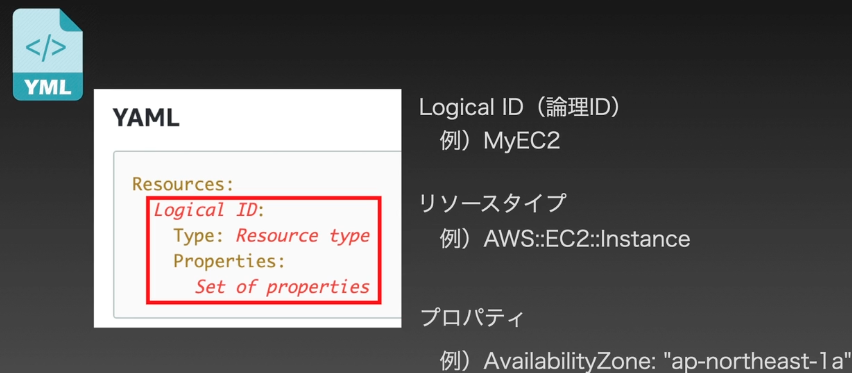 </>
YML
YAML
Resources:
Logical ID:
Type: Resource type
Properties:
Set of properties
Logical ID（論理ID）
例）MyEC2
リソースタイプ
例）AWS::EC2::Instance
プロパティ
例）AvailabilityZone: "ap-northeast-1a"